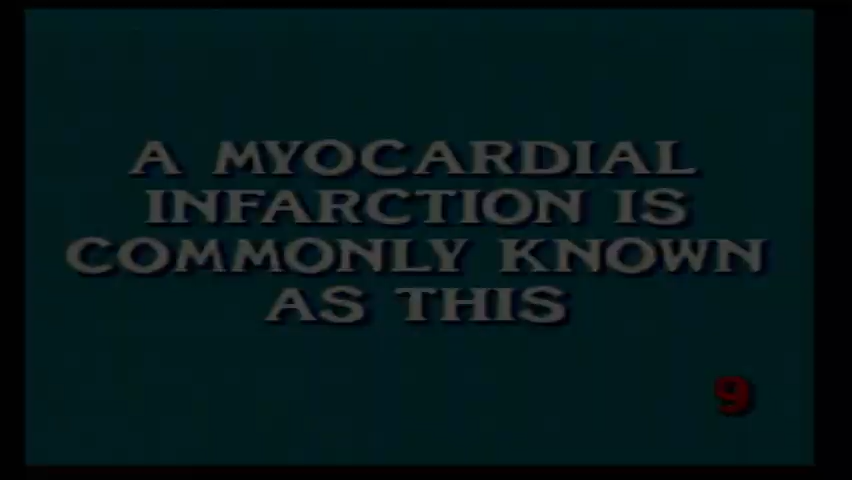 A MYOCARDIAL
INFARCTION IS
COMMONLY KNOWN
AS THIS
9